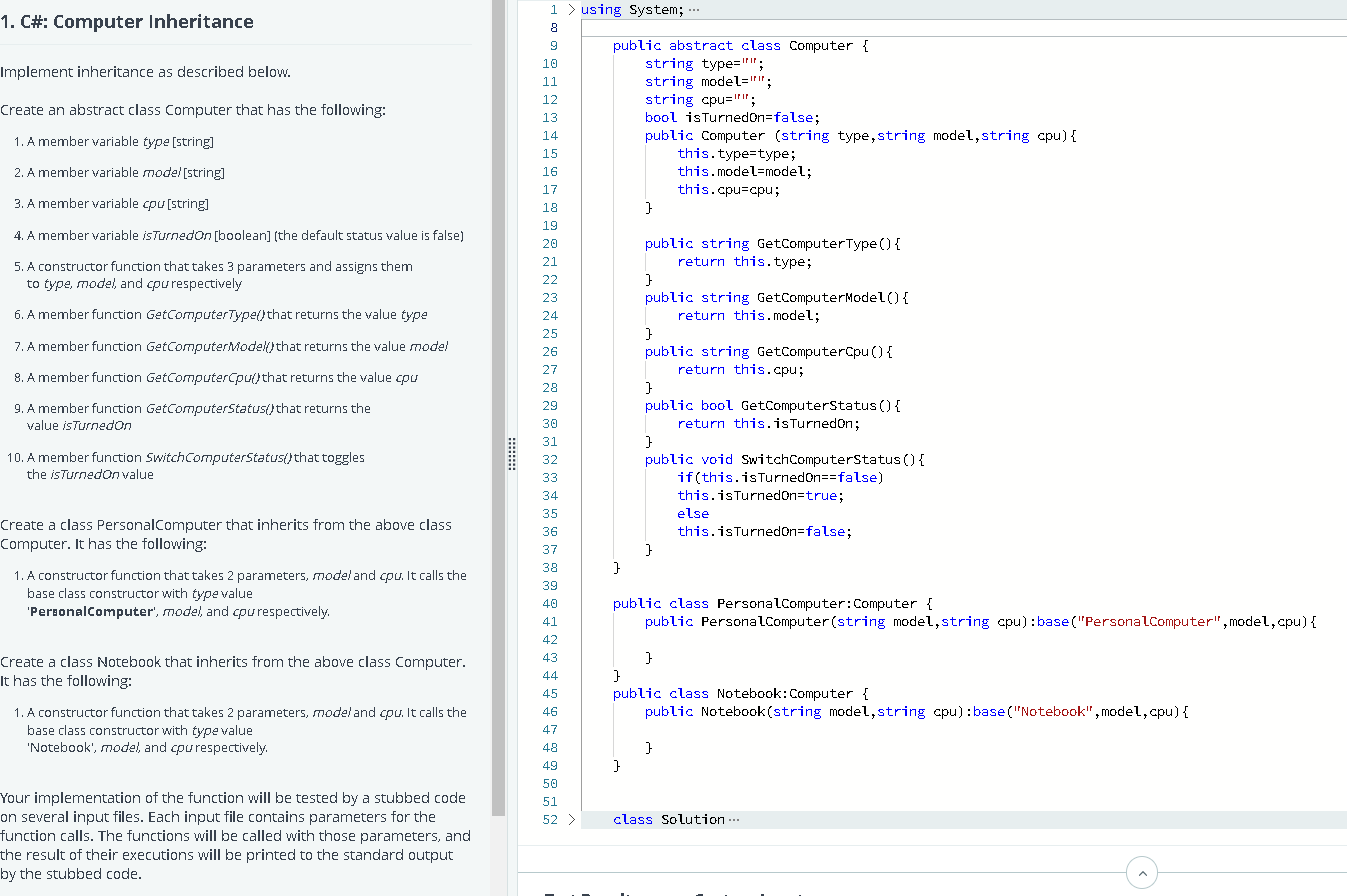 1. C#: Computer Inheritance
Implement inheritance as described below.
Create an abstract class Computer that has the following:
1. A member variable type [string]
2. A member variable model [string]
3. A member variable cpu [string]
4. A member variable isTurnedOn [boolean] (the default status value is false)
5. A constructor function that takes 3 parameters and assigns them
to type, model, and cpu respectively
6. A member function GetComputerType() that returns the value type
7. A member function GetComputerModel() that returns the value model
8. A member function GetComputerCpu() that returns the value cpu
9. A member function GetComputerStatus() that returns the
value isTurnedOn
10. A member function SwitchComputerStatus() that toggles
the isTurnedOn value
Create a class PersonalComputer that inherits from the above class
Computer. It has the following:
1. A constructor function that takes 2 parameters, model and cpu. It calls the
base class constructor with type value
'PersonalComputer', model, and cpu respectively.
Create a class Notebook that inherits from the above class Computer.
It has the following:
1. A constructor function that takes 2 parameters, model and cpu. It calls the
base class constructor with type value
'Notebook', model, and cpu respectively.
Your implementation of the function will be tested by a stubbed code
on several input files. Each input file contains parameters for the
function calls. The functions will be called with those parameters, and
the result of their executions will be printed to the standard output
by the stubbed code.
1 using System; ···
8
9 public abstract class Computer {
10 string type="";
11 string model="";
12 string cpu="";
13 bool isTurnedOn=false;
14 public Computer (string type,string model,string cpu){
15 this.type=type;
16 this.model=model;
17 this.cpu=cpu;
18 }
19
20 public string GetComputerType(){
21 return this.type;
22 }
23 public string GetComputerModel(){
24 return this.model;
25 }
26 public string GetComputerCpu(){
27 return this.cpu;
28 }
29 public bool GetComputerStatus(){
30 return this.isTurnedOn;
31 }
32 public void SwitchComputerStatus(){
33 if(this.isTurnedOn==false)
34 this.isTurnedOn=true;
35 else
36 this.isTurnedOn=false;
37 }
38 }
39
40 public class PersonalComputer:Computer {
41 public PersonalComputer(string model,string cpu):base("PersonalComputer",model,cpu){
42
43 }
44 }
45 public class Notebook:Computer {
46 public Notebook(string model,string cpu):base("Notebook",model,cpu){
47
48 }
49 }
50
51
52 class Solution ···